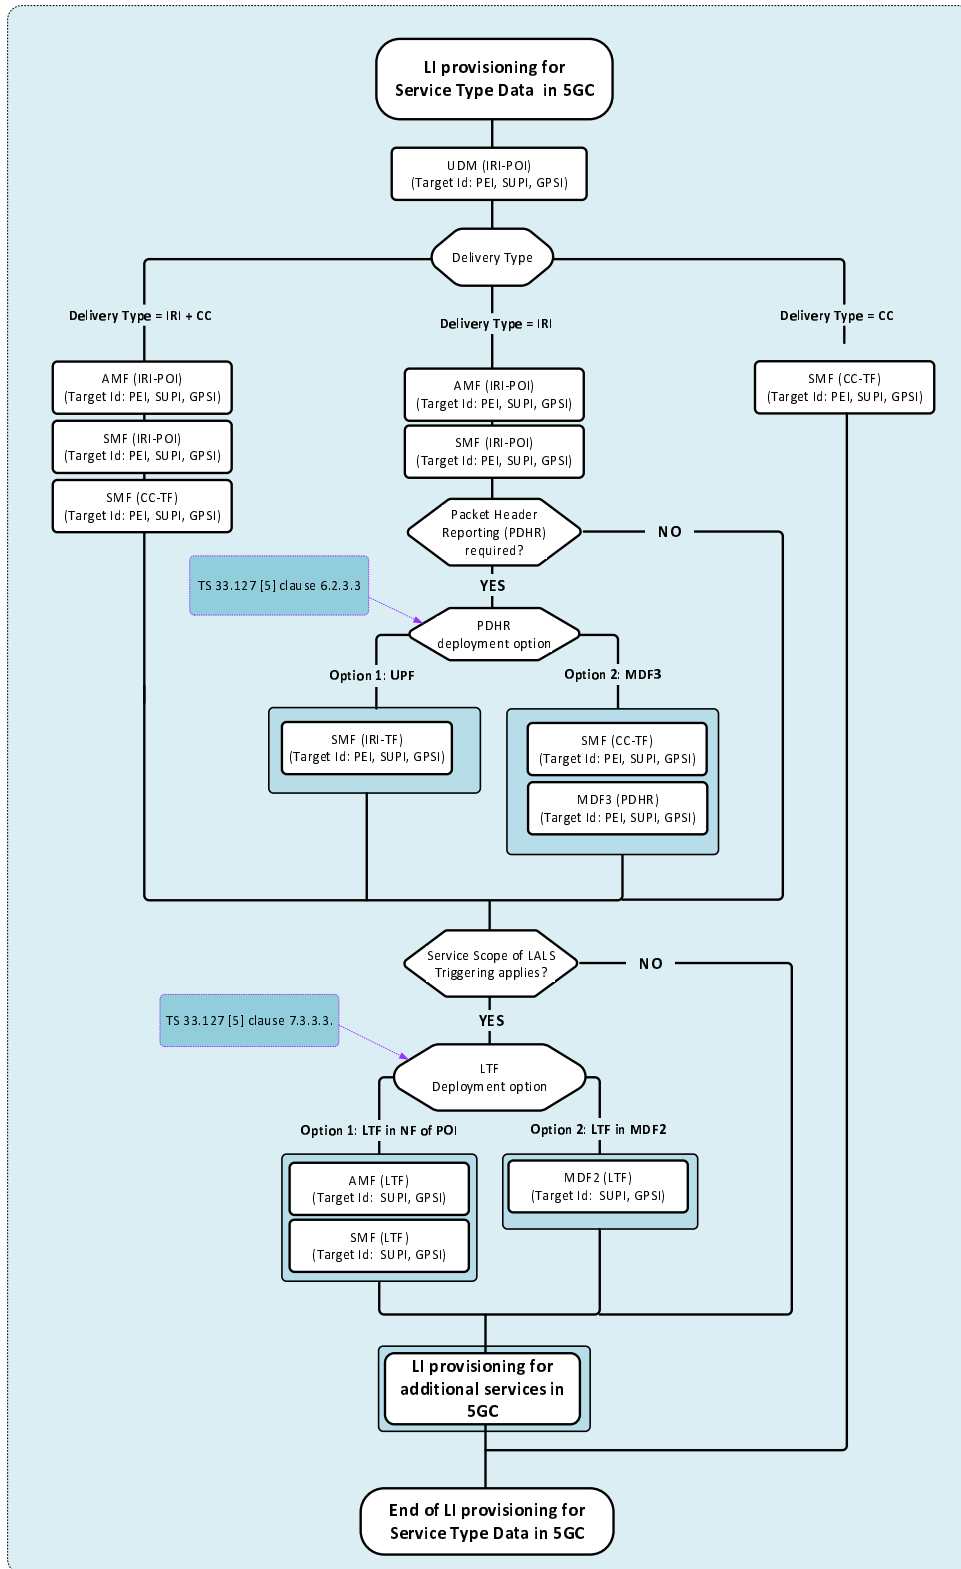 LI provisioning for
Service Type Data in 5GC
UDM (IRI-POI)
(Target Id: PEI, SUPI, GPSI)
Delivery Type
Delivery Type = IRI + CC
Delivery Type = IRI
Delivery Type = CC
AMF (IRI-POI)
(Target Id: PEI, SUPI, GPSI)
SMF (IRI-POI)
(Target Id: PEI, SUPI, GPSI)
SMF (CC-TF)
(Target Id: PEI, SUPI, GPSI)
AMF (IRI-POI)
(Target Id: PEI, SUPI, GPSI)
SMF (IRI-POI)
(Target Id: PEI, SUPI, GPSI)
SMF (CC-TF)
(Target Id: PEI, SUPI, GPSI)
Packet Header
Reporting (PDHR)
required?
NO
YES
TS 33.127 [5] clause 6.2.3.3
PDHR
deployment option
Option 1: UPF
Option 2: MDF3
SMF (IRI-TF)
(Target Id: PEI, SUPI, GPSI)
SMF (CC-TF)
(Target Id: PEI, SUPI, GPSI)
MDF3 (PDHR)
(Target Id: PEI, SUPI, GPSI)
Service Scope of LALS
Triggering applies?
NO
YES
TS 33.127 [5] clause 7.3.3.3.
LTF
Deployment option
Option 1: LTF in NF of POI
Option 2: LTF in MDF2
AMF (LTF)
(Target Id: SUPI, GPSI)
SMF (LTF)
(Target Id: SUPI, GPSI)
MDF2 (LTF)
(Target Id: SUPI, GPSI)
LI provisioning for
additional services in
5GC
End of LI provisioning for
Service Type Data in 5GC